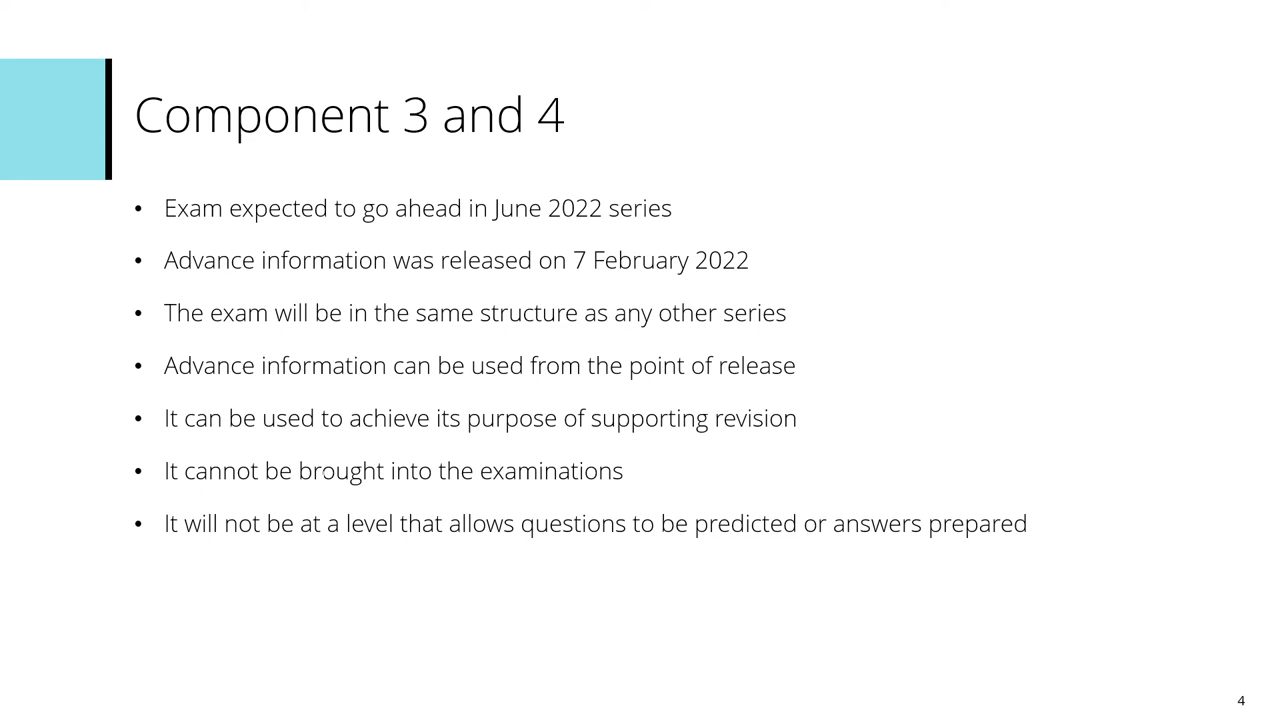 Component 3 and 4
• Exam expected to go ahead in June 2022 series
• Advance information was released on 7 February 2022
• The exam will be in the same structure as any other series
• Advance information can be used from the point of release
• It can be used to achieve its purpose of supporting revision
• It cannot be brought into the examinations
• It will not be at a level that allows questions to be predicted or answers prepared
4